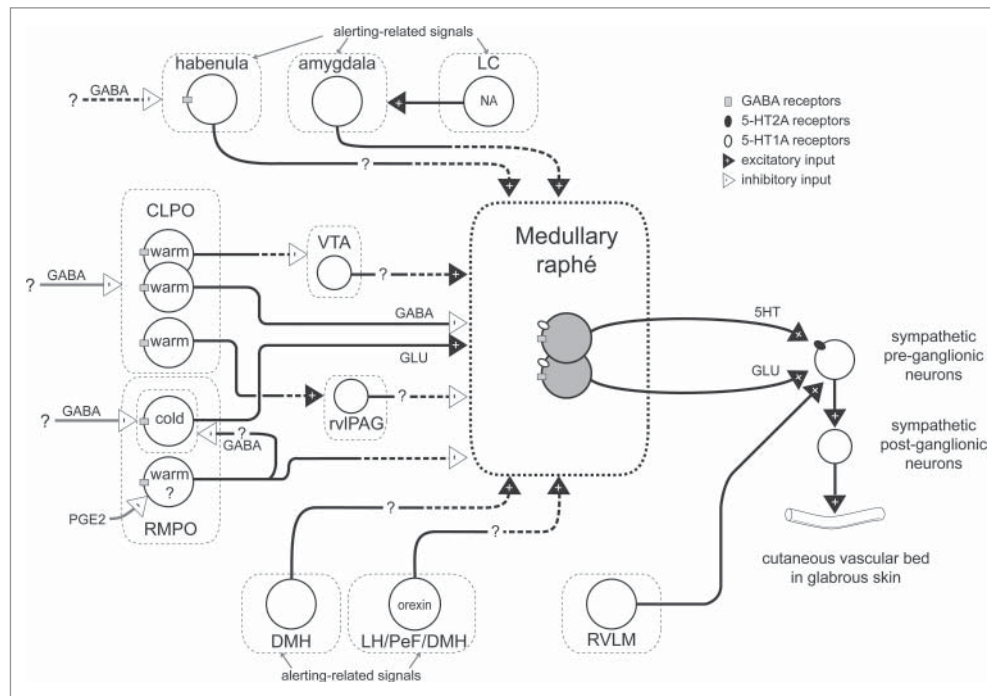 alerting-related signals
habenula
amygdala
LC
? GABA
NA
?
GABA receptors
5-HT2A receptors
5-HT1A receptors
excitatory input
inhibitory input
CLPO
warm
warm
warm
? GABA
VTA
?
GABA
GLU
rvlPAG
?
Medullary
raphé
5HT
GLU
sympathetic
pre-ganglionic
neurons
sympathetic
post-ganglionic
neurons
cutaneous vascular bed
in glabrous skin
? GABA
cold
?
GABA
warm
?
PGE2
RMPO
?
?
DMH
orexin
LH/PeF/DMH
RVLM
alerting-related signals